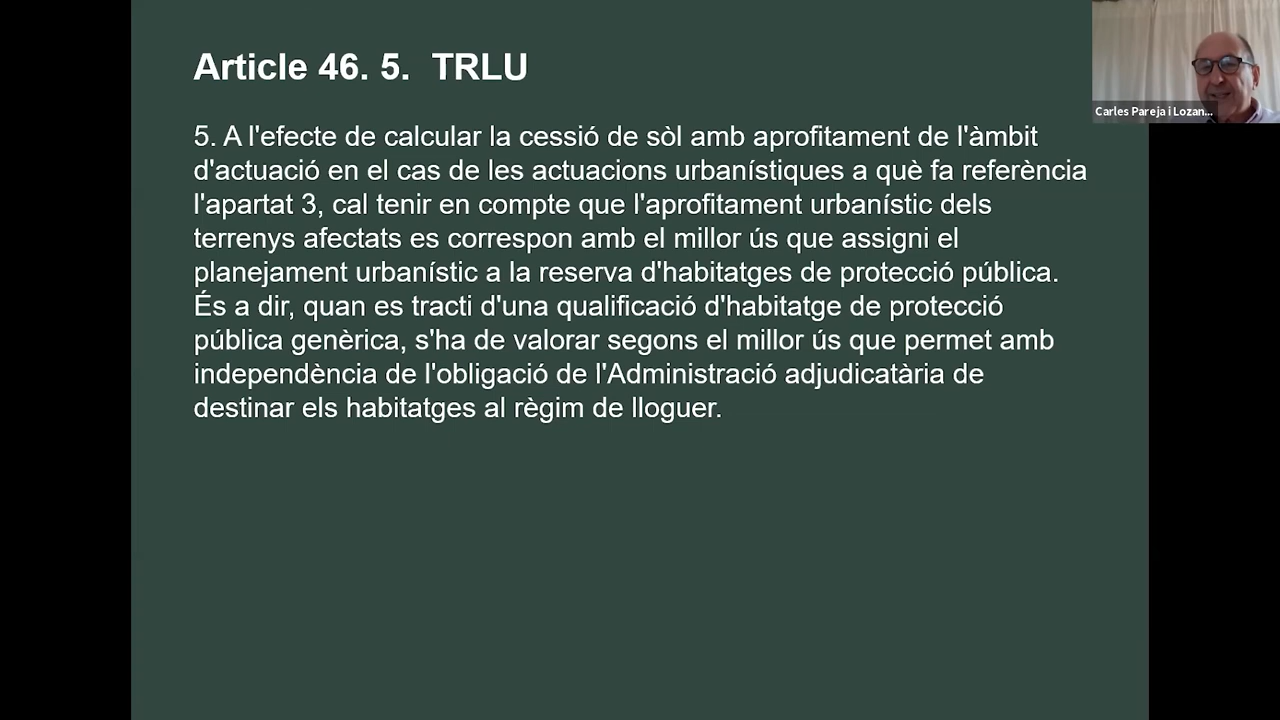 Article 46. 5. TRLU
5. A l'efecte de calcular la cessió de sòl amb aprofitament de l'àmbit
d'actuació en el cas de les actuacions urbanístiques a què fa referència
l'apartat 3, cal tenir en compte que l'aprofitament urbanístic dels
terrenys afectats es correspon amb el millor ús que assigni el
planejament urbanístic a la reserva d'habitatges de protecció pública.
És a dir, quan es tracti d'una qualificació d'habitatge de protecció
pública genèrica, s'ha de valorar segons el millor ús que permet amb
independència de l'obligació de l'Administració adjudicatària de
destinar els habitatges al règim de lloguer.
Carles Pareja i Lozan...